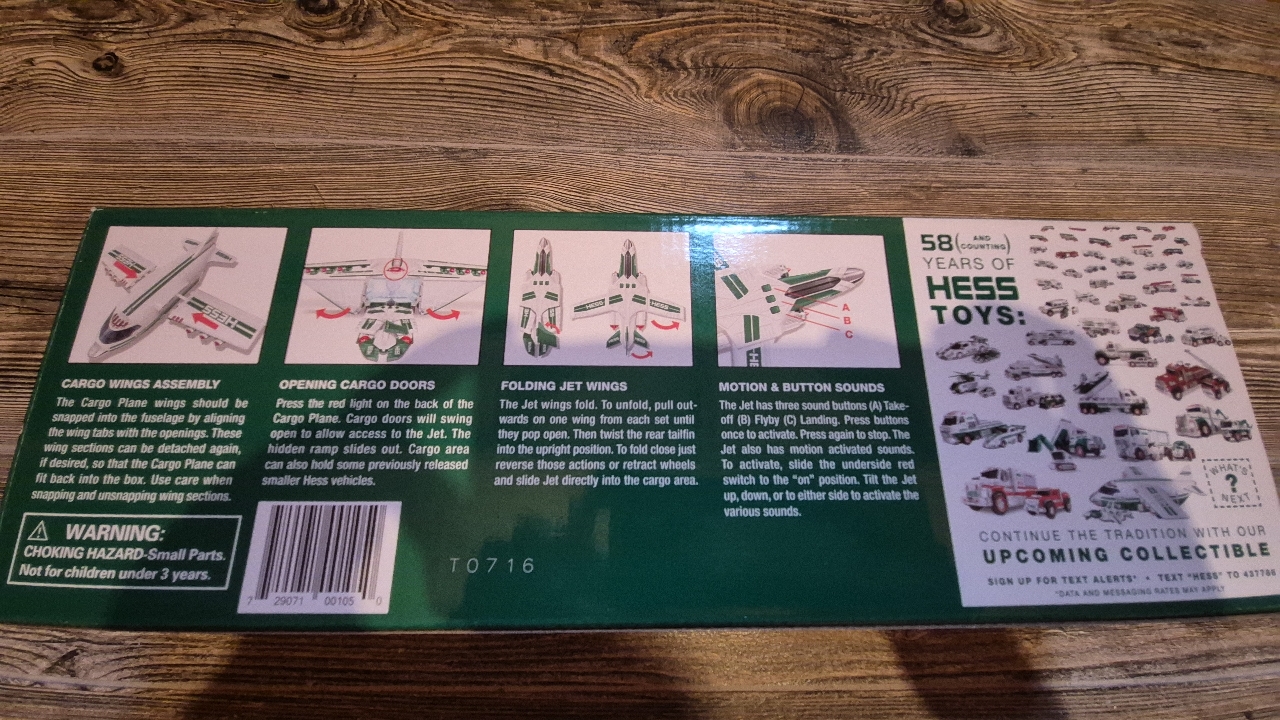 CARGO WINGS ASSEMBLY
The Cargo Plane wings should be
snapped into the fuselage by aligning
the wing tabs with the openings. These
wing sections can be detached again,
if desired, so that the Cargo Plane can
fit back into the box. Use care when
snapping and unsnapping wing sections.
WARNING:
CHOKING HAZARD-Small Parts.
Not for children under 3 years.
OPENING CARGO DOORS
Press the red light on the back of the
Cargo Plane. Cargo doors will swing
open to allow access to the Jet. The
hidden ramp slides out. Cargo area
can also hold some previously released
smaller Hess vehicles.
7 29071 00105 0
FOLDING JET WINGS
The Jet wings fold. To unfold, pull out-
wards on one wing from each set until
they pop open. Then twist the rear tailfin
into the upright position. To fold close just
reverse those actions or retract wheels
and slide Jet directly into the cargo area.
T0716
A
B
C
MOTION & BUTTON SOUNDS
The Jet has three sound buttons (A) Take-
off (B) Flyby (C) Landing. Press buttons
once to activate. Press again to stop. The
Jet also has motion activated sounds.
To activate, slide the underside red
switch to the "on" position. Tilt the Jet
up, down, or to either side to activate the
various sounds.
58 (AND COUNTING)
YEARS OF
HESS
TOYS:
WHAT'S
?
NEXT
CONTINUE THE TRADITION WITH OUR
UPCOMING COLLECTIBLE
SIGN UP FOR TEXT ALERTS* • TEXT "HESS" TO 437786
*DATA AND MESSAGING RATES MAY APPLY
HESS
HESS
HESS